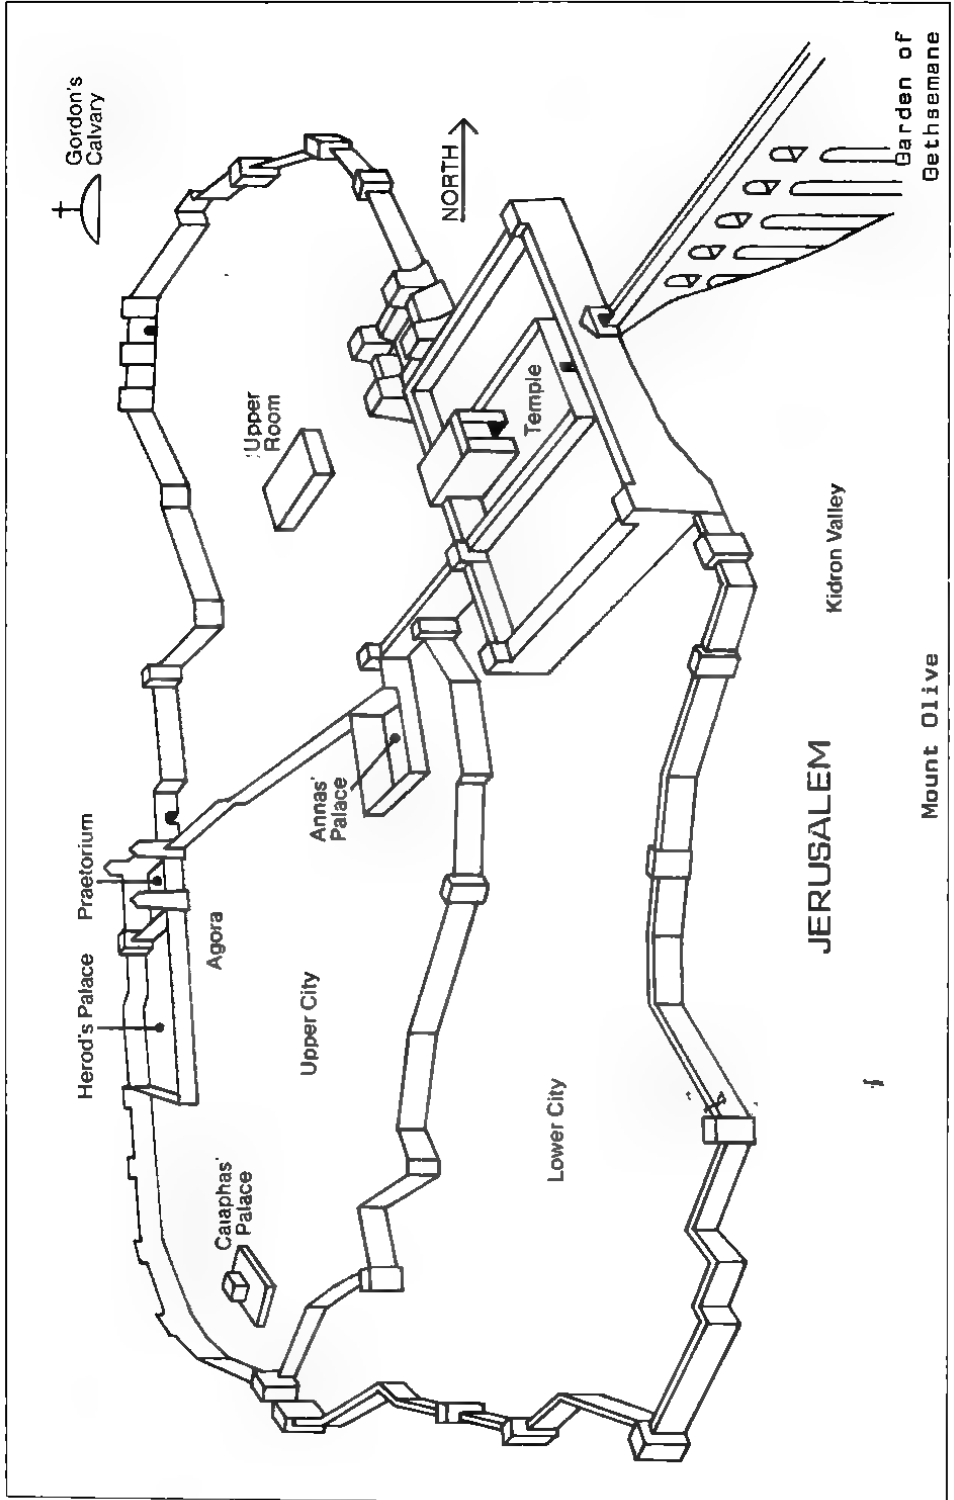 Gordon's
Calvary
NORTH
Garden of
Gethsemane
Upper
Room
Temple
Kidron Valley
Mount Olive
Annas'
Palace
JERUSALEM
Praetorium
Herod's Palace
Agora
Upper City
Lower City
Caiaphas'
Palace